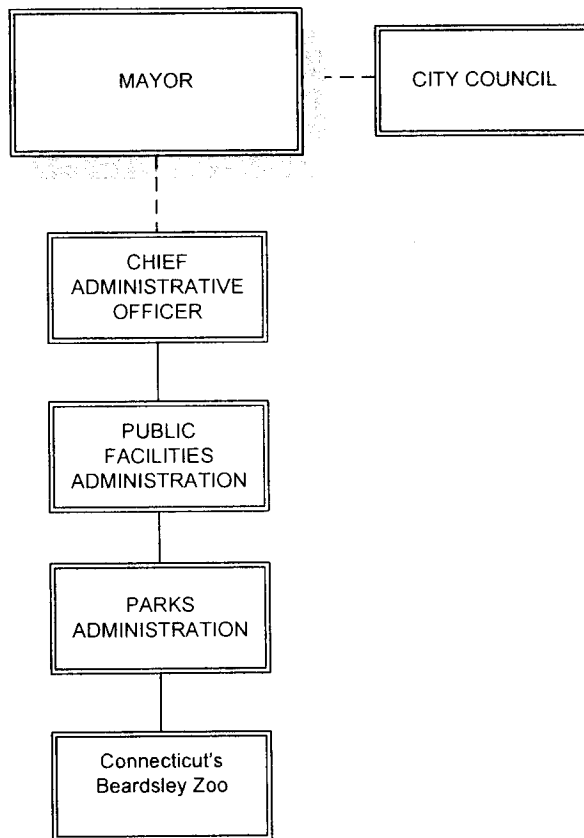 MAYOR
CITY COUNCIL
CHIEF
ADMINISTRATIVE
OFFICER
PUBLIC
FACILITIES
ADMINISTRATION
PARKS
ADMINISTRATION
Connecticut's
Beardsley Zoo